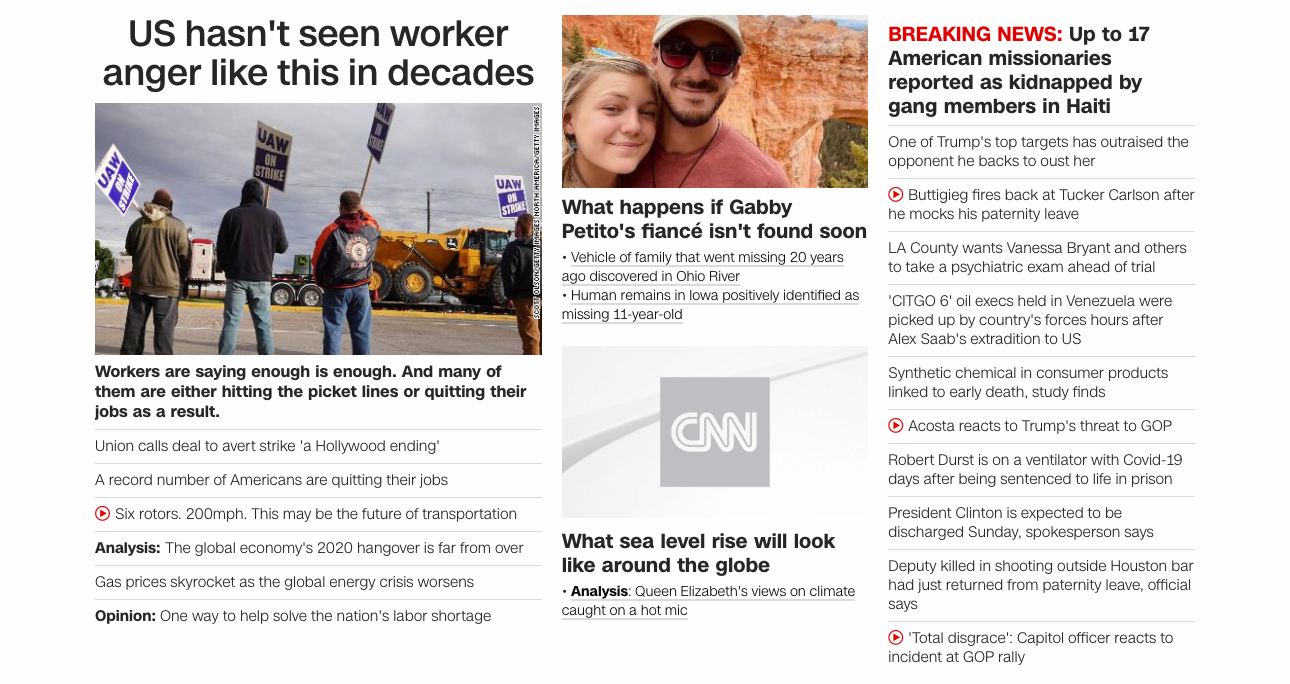 US hasn't seen worker
anger like this in decades
UAW
ON
STRIKE
UAW
ON
STRIKE
UAW
ON
STRIKE
UAW
ON
STRIKE
SCOTT OLSON/GETTY IMAGES NORTH AMERICA/GETTY IMAGES
Workers are saying enough is enough. And many of
them are either hitting the picket lines or quitting their
jobs as a result.
Union calls deal to avert strike 'a Hollywood ending'
A record number of Americans are quitting their jobs
Six rotors. 200mph. This may be the future of transportation
Analysis: The global economy's 2020 hangover is far from over
Gas prices skyrocket as the global energy crisis worsens
Opinion: One way to help solve the nation's labor shortage
What happens if Gabby
Petito's fiancé isn't found soon
• Vehicle of family that went missing 20 years
ago discovered in Ohio River
• Human remains in Iowa positively identified as
missing 11-year-old
CNN
What sea level rise will look
like around the globe
• Analysis: Queen Elizabeth's views on climate
caught on a hot mic
BREAKING NEWS: Up to 17
American missionaries
reported as kidnapped by
gang members in Haiti
One of Trump's top targets has outraised the
opponent he backs to oust her
Buttigieg fires back at Tucker Carlson after
he mocks his paternity leave
LA County wants Vanessa Bryant and others
to take a psychiatric exam ahead of trial
'CITGO 6' oil execs held in Venezuela were
picked up by country's forces hours after
Alex Saab's extradition to US
Synthetic chemical in consumer products
linked to early death, study finds
Acosta reacts to Trump's threat to GOP
Robert Durst is on a ventilator with Covid-19
days after being sentenced to life in prison
President Clinton is expected to be
discharged Sunday, spokesperson says
Deputy killed in shooting outside Houston bar
had just returned from paternity leave, official
says
'Total disgrace': Capitol officer reacts to
incident at GOP rally